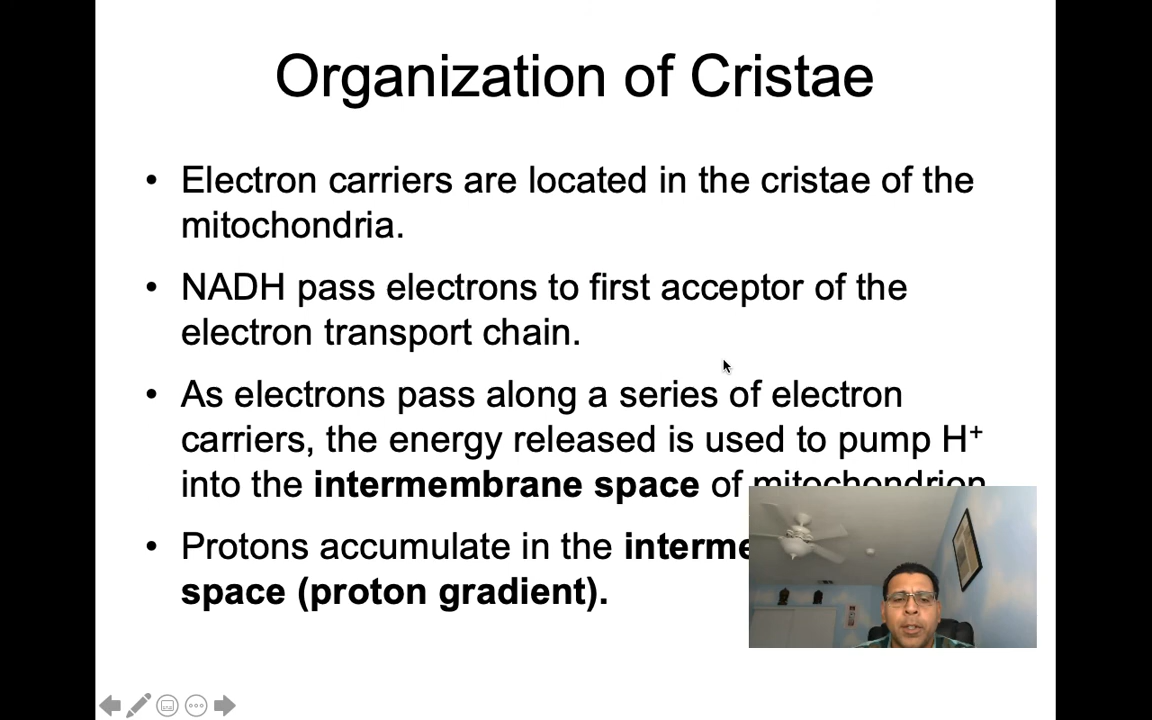 Organization of Cristae
• Electron carriers are located in the cristae of the
mitochondria.
• NADH pass electrons to first acceptor of the
electron transport chain.
• As electrons pass along a series of electron
carriers, the energy released is used to pump H⁺
into the intermembrane space of mitochondrion
• Protons accumulate in the
space (proton gradient).